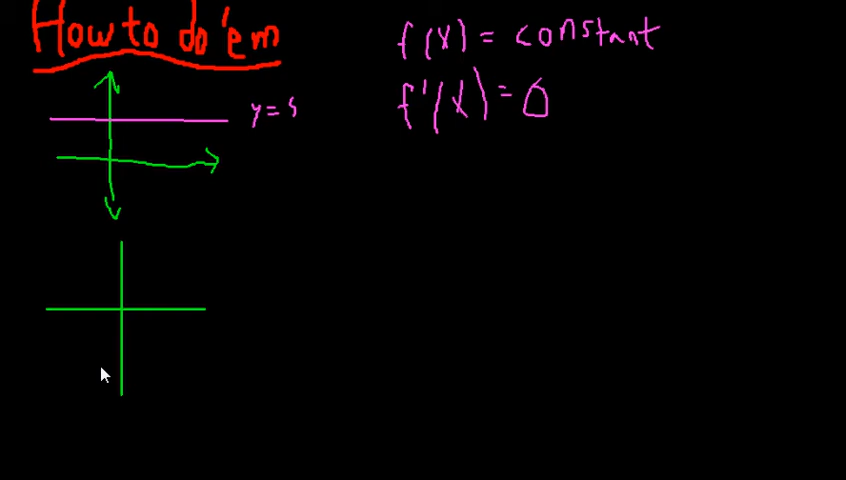 How to do 'em
f(x) = constant
f'(x) = 0
y = 5